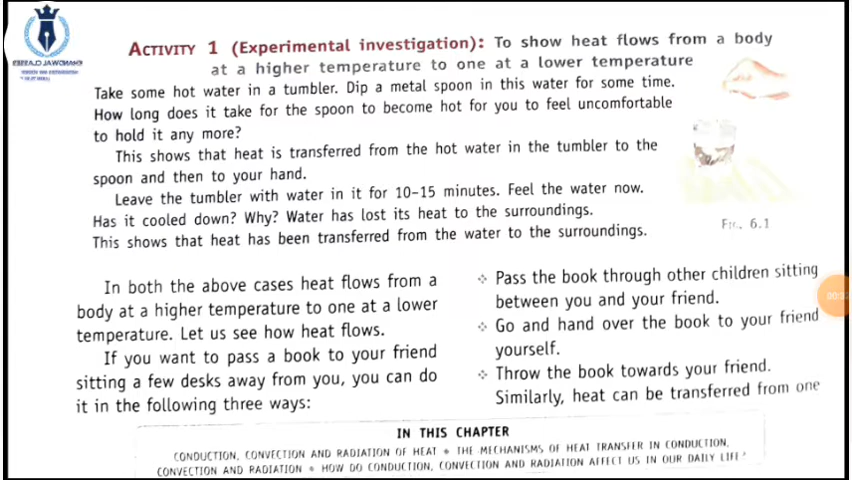 ACTIVITY 1 (Experimental investigation): To show heat flows from a body
at a higher temperature to one at a lower temperature
Take some hot water in a tumbler. Dip a metal spoon in this water for some time.
How long does it take for the spoon to become hot for you to feel uncomfortable
to hold it any more?
This shows that heat is transferred from the hot water in the tumbler to the
spoon and then to your hand.
Leave the tumbler with water in it for 10-15 minutes. Feel the water now.
Has it cooled down? Why? Water has lost its heat to the surroundings.
This shows that heat has been transferred from the water to the surroundings.
FIG. 6.1
In both the above cases heat flows from a
body at a higher temperature to one at a lower
temperature. Let us see how heat flows.
If you want to pass a book to your friend
sitting a few desks away from you, you can do
it in the following three ways:
❖ Pass the book through other children sitting
between you and your friend.
❖ Go and hand over the book to your friend
yourself.
❖ Throw the book towards your friend.
Similarly, heat can be transferred from one
IN THIS CHAPTER
CONDUCTION, CONVECTION AND RADIATION OF HEAT • THE MECHANISMS OF HEAT TRANSFER IN CONDUCTION,
CONVECTION AND RADIATION • HOW DO CONDUCTION, CONVECTION AND RADIATION AFFECT US IN OUR DAILY LIFE?